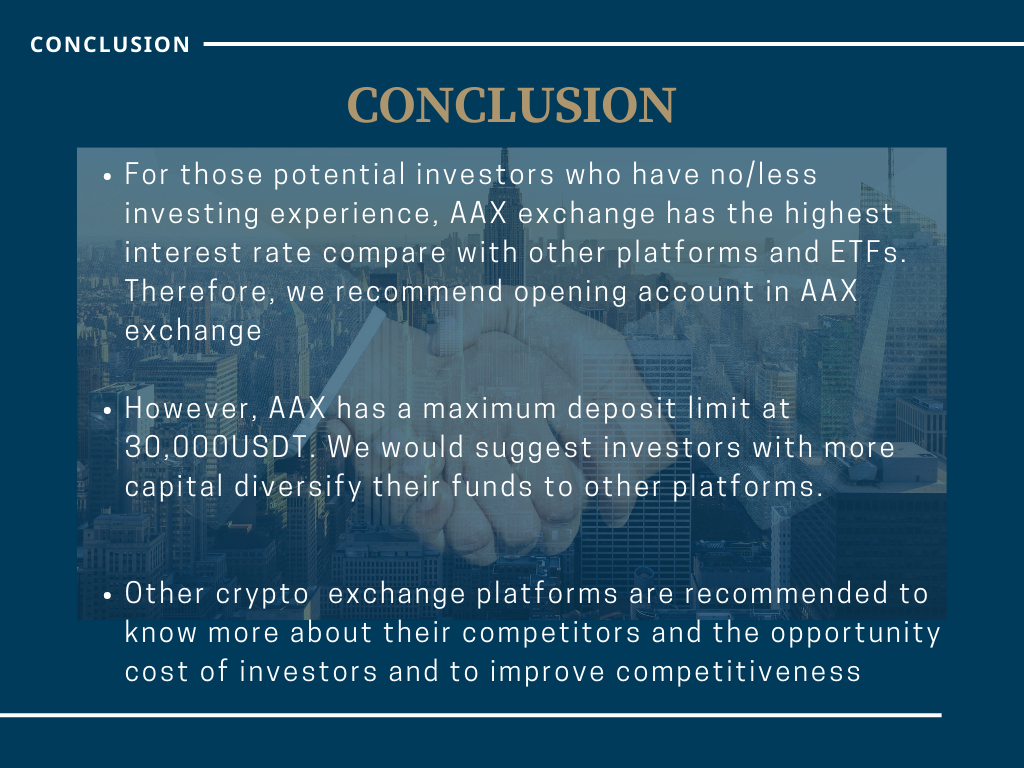 CONCLUSION
CONCLUSION
• For those potential investors who have no/less
investing experience, AAX exchange has the highest
interest rate compare with other platforms and ETFs.
Therefore, we recommend opening account in AAX
exchange
• However, AAX has a maximum deposit limit at
30,000USDT. We would suggest investors with more
capital diversify their funds to other platforms.
• Other crypto  exchange platforms are recommended to
know more about their competitors and the opportunity
cost of investors and to improve competitiveness